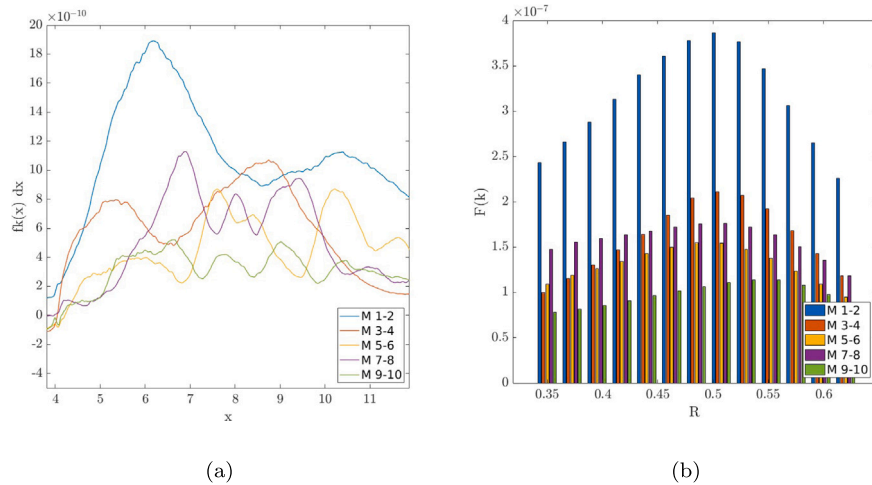 ×10⁻¹⁰
20
18
16
14
12
10
8
6
4
2
0
-2
-4
fk(x) dx
4 5 6 7 8 9 10 11
x
M 1-2
M 3-4
M 5-6
M 7-8
M 9-10
(a)
×10⁻⁷
4
3.5
3
2.5
2
1.5
1
0.5
0
F(k)
0.35 0.4 0.45 0.5 0.55 0.6
R
M 1-2
M 3-4
M 5-6
M 7-8
M 9-10
(b)